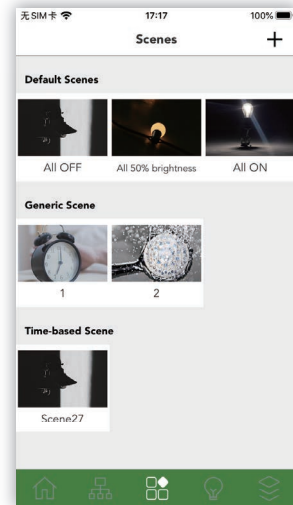 无SIM卡 17:17 100%
Scenes +
Default Scenes
All OFF All 50% brightness All ON
Generic Scene
1 2
Time-based Scene
Scene27